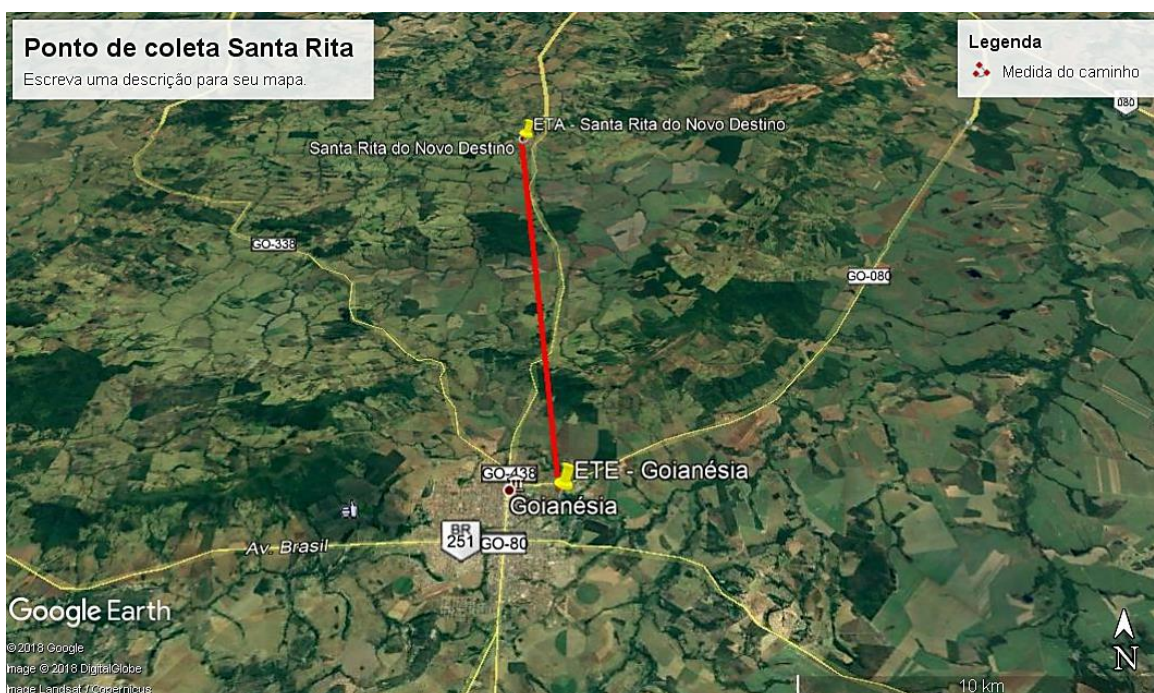 Ponto de coleta Santa Rita
Escreva uma descrição para seu mapa.
Legenda
Medida do caminho
080
ETA - Santa Rita do Novo Destino
Santa Rita do Novo Destino
GO-338
GO-080
GO-438
ETE - Goianésia
Goianésia
BR
251
GO-80
Av. Brasil
Google Earth
©2018 Google
Image © 2018 DigitalGlobe
Image Landsat / Copernicus
N
10 km